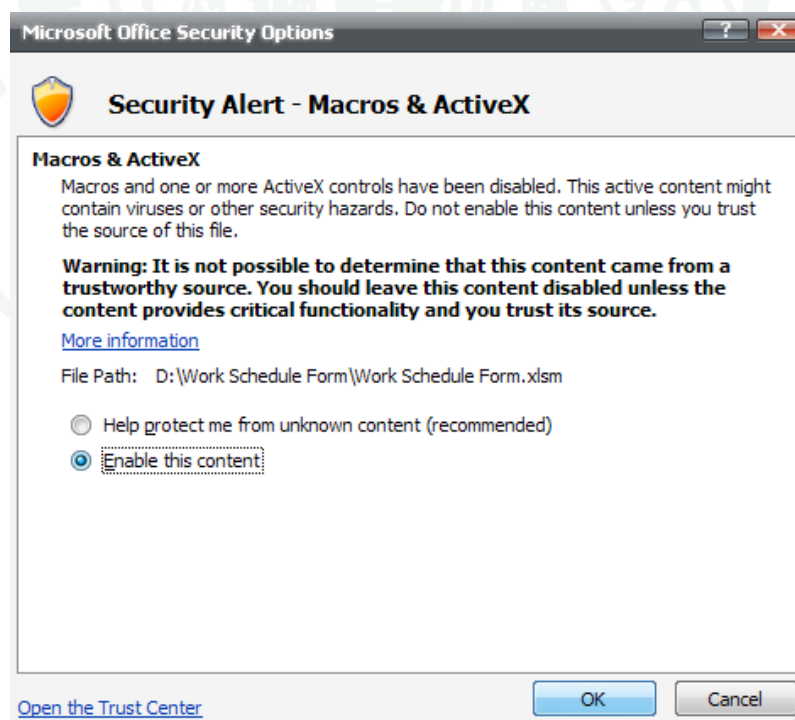 Microsoft Office Security Options
Security Alert - Macros & ActiveX
Macros & ActiveX
Macros and one or more ActiveX controls have been disabled. This active content might
contain viruses or other security hazards. Do not enable this content unless you trust
the source of this file.
Warning: It is not possible to determine that this content came from a
trustworthy source. You should leave this content disabled unless the
content provides critical functionality and you trust its source.
More information
File Path: D:\Work Schedule Form\Work Schedule Form.xlsm
Help protect me from unknown content (recommended)
Enable this content
Open the Trust Center OK Cancel